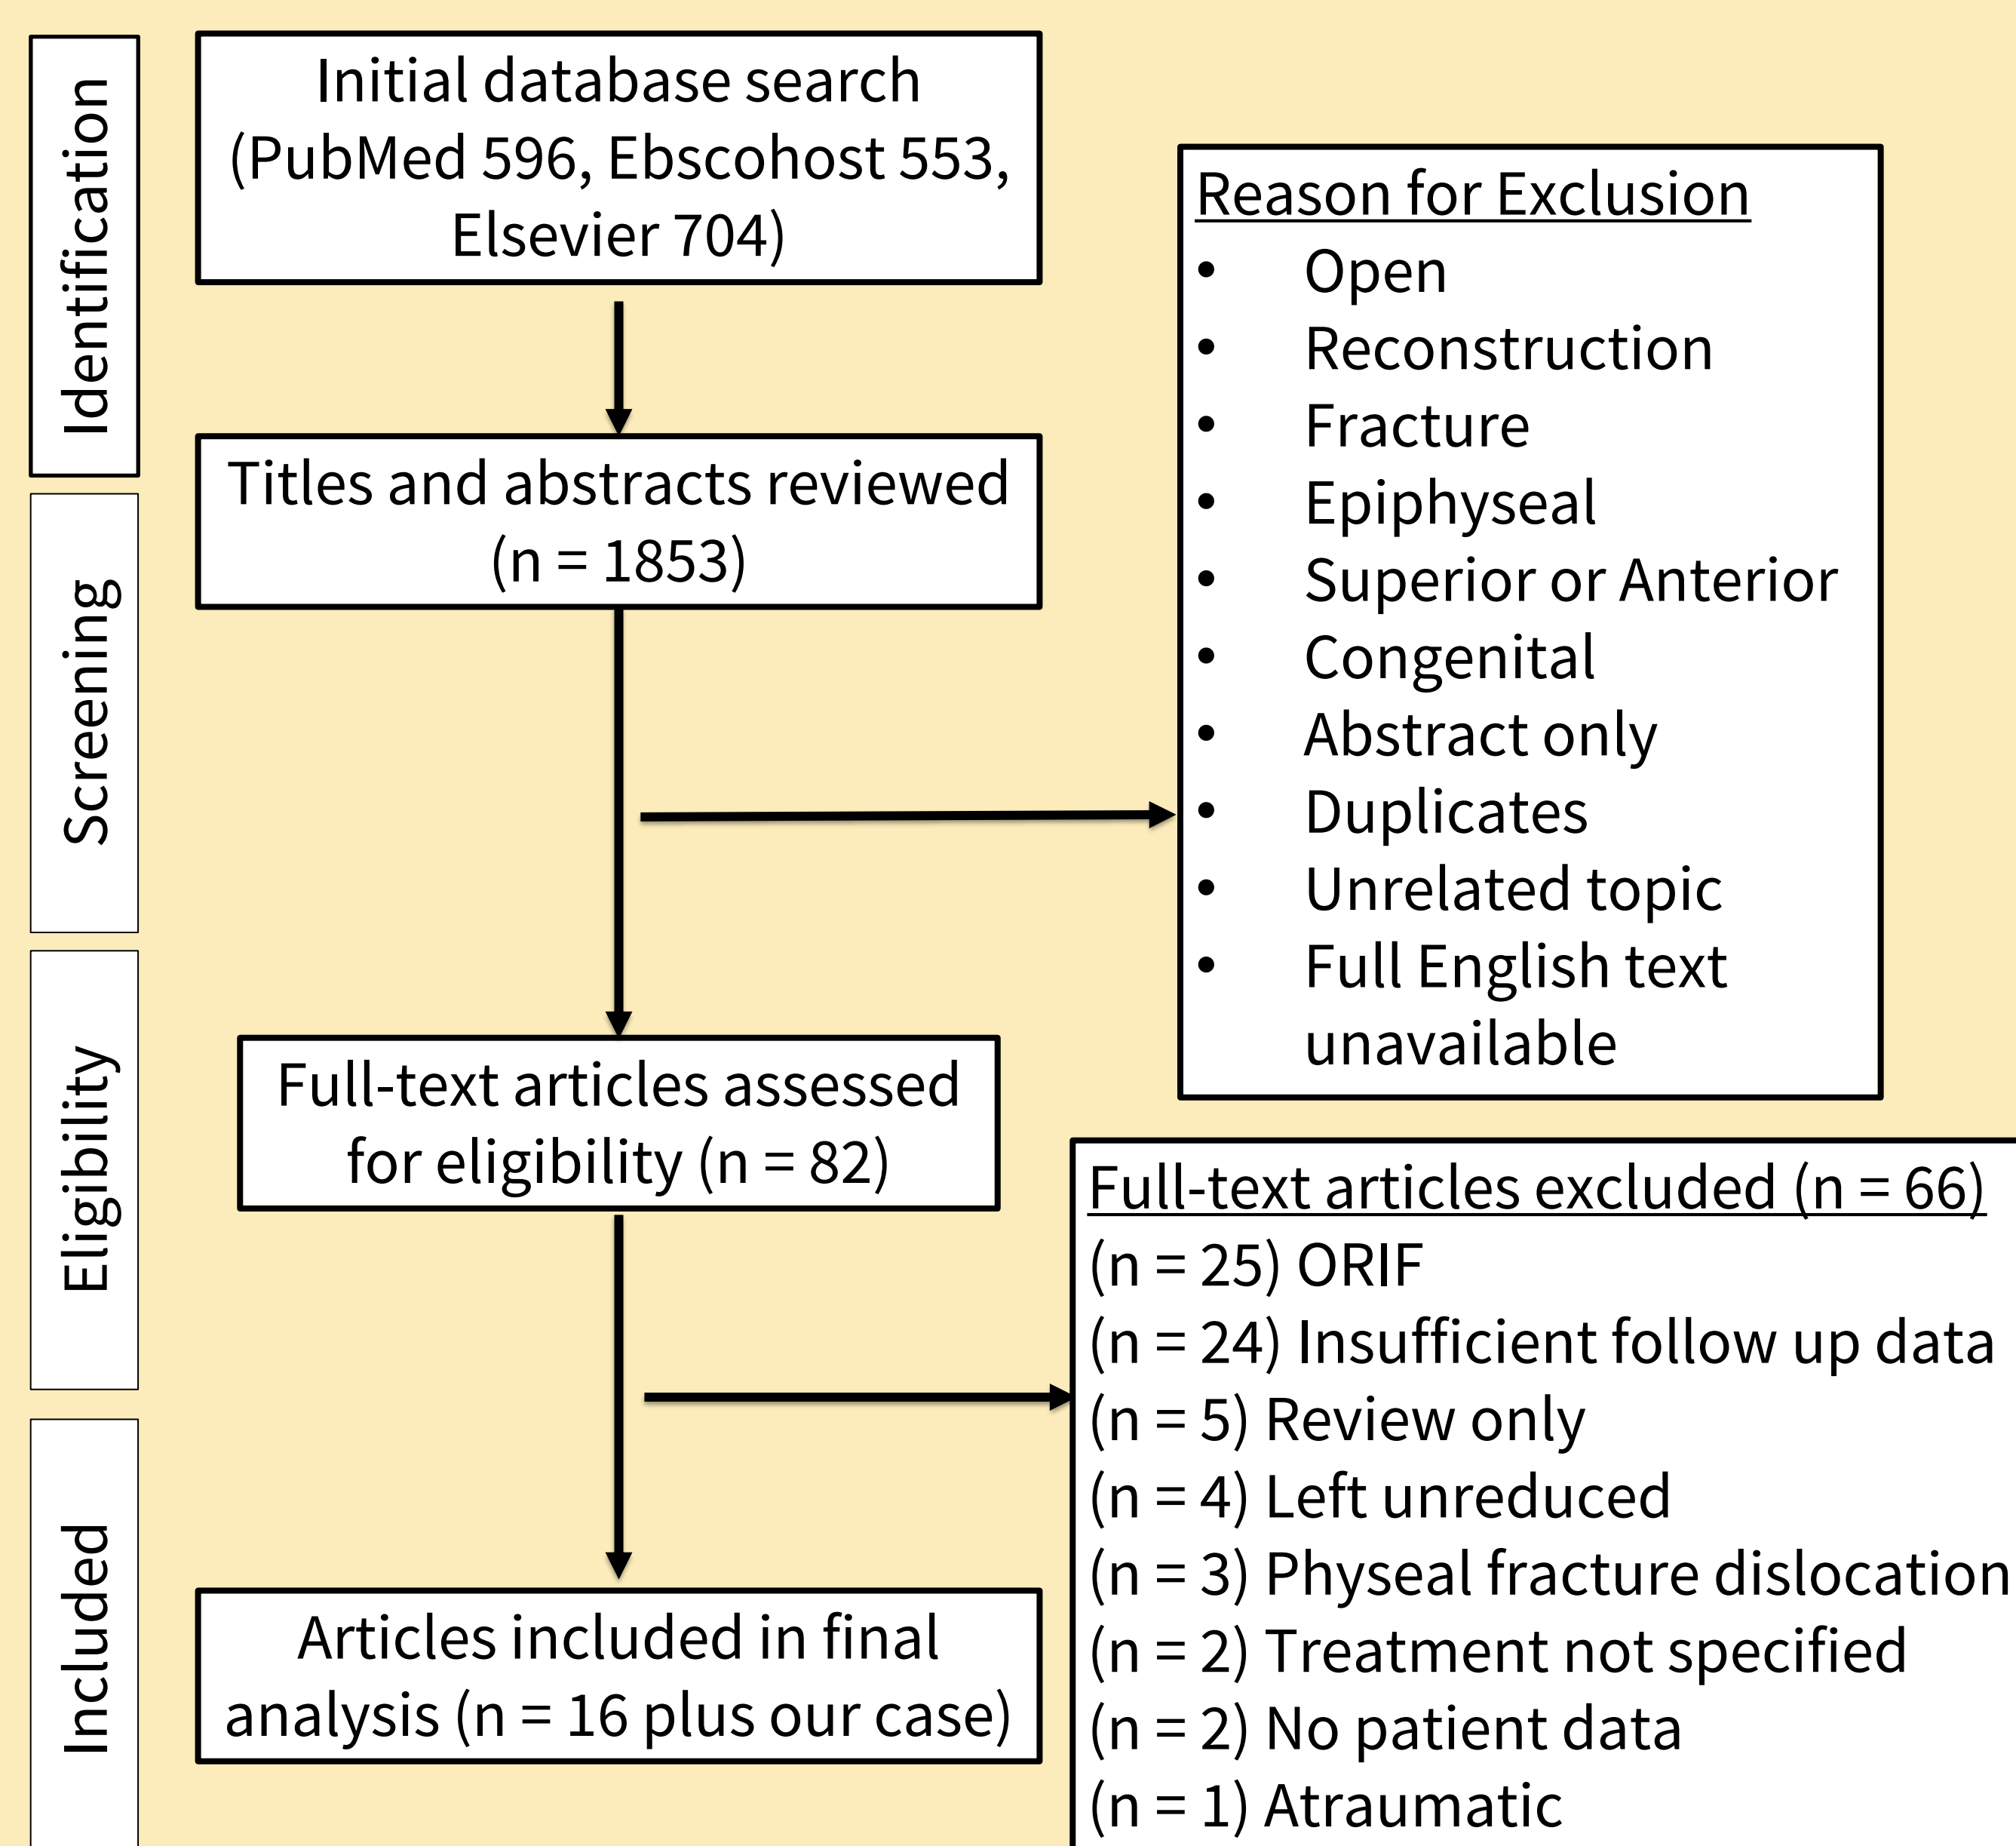 Identification
Initial database search
(PubMed 596, Ebscohost 553,
Elsevier 704)
Titles and abstracts reviewed
(n = 1853)
Screening
Reason for Exclusion
• Open
• Reconstruction
• Fracture
• Epiphyseal
• Superior or Anterior
• Congenital
• Abstract only
• Duplicates
• Unrelated topic
• Full English text
unavailable
Eligibility
Full-text articles assessed
for eligibility (n = 82)
Full-text articles excluded (n = 66)
(n = 25) ORIF
(n = 24) Insufficient follow up data
(n = 5) Review only
(n = 4) Left unreduced
(n = 3) Physeal fracture dislocation
(n = 2) Treatment not specified
(n = 2) No patient data
(n = 1) Atraumatic
Included
Articles included in final
analysis (n = 16 plus our case)